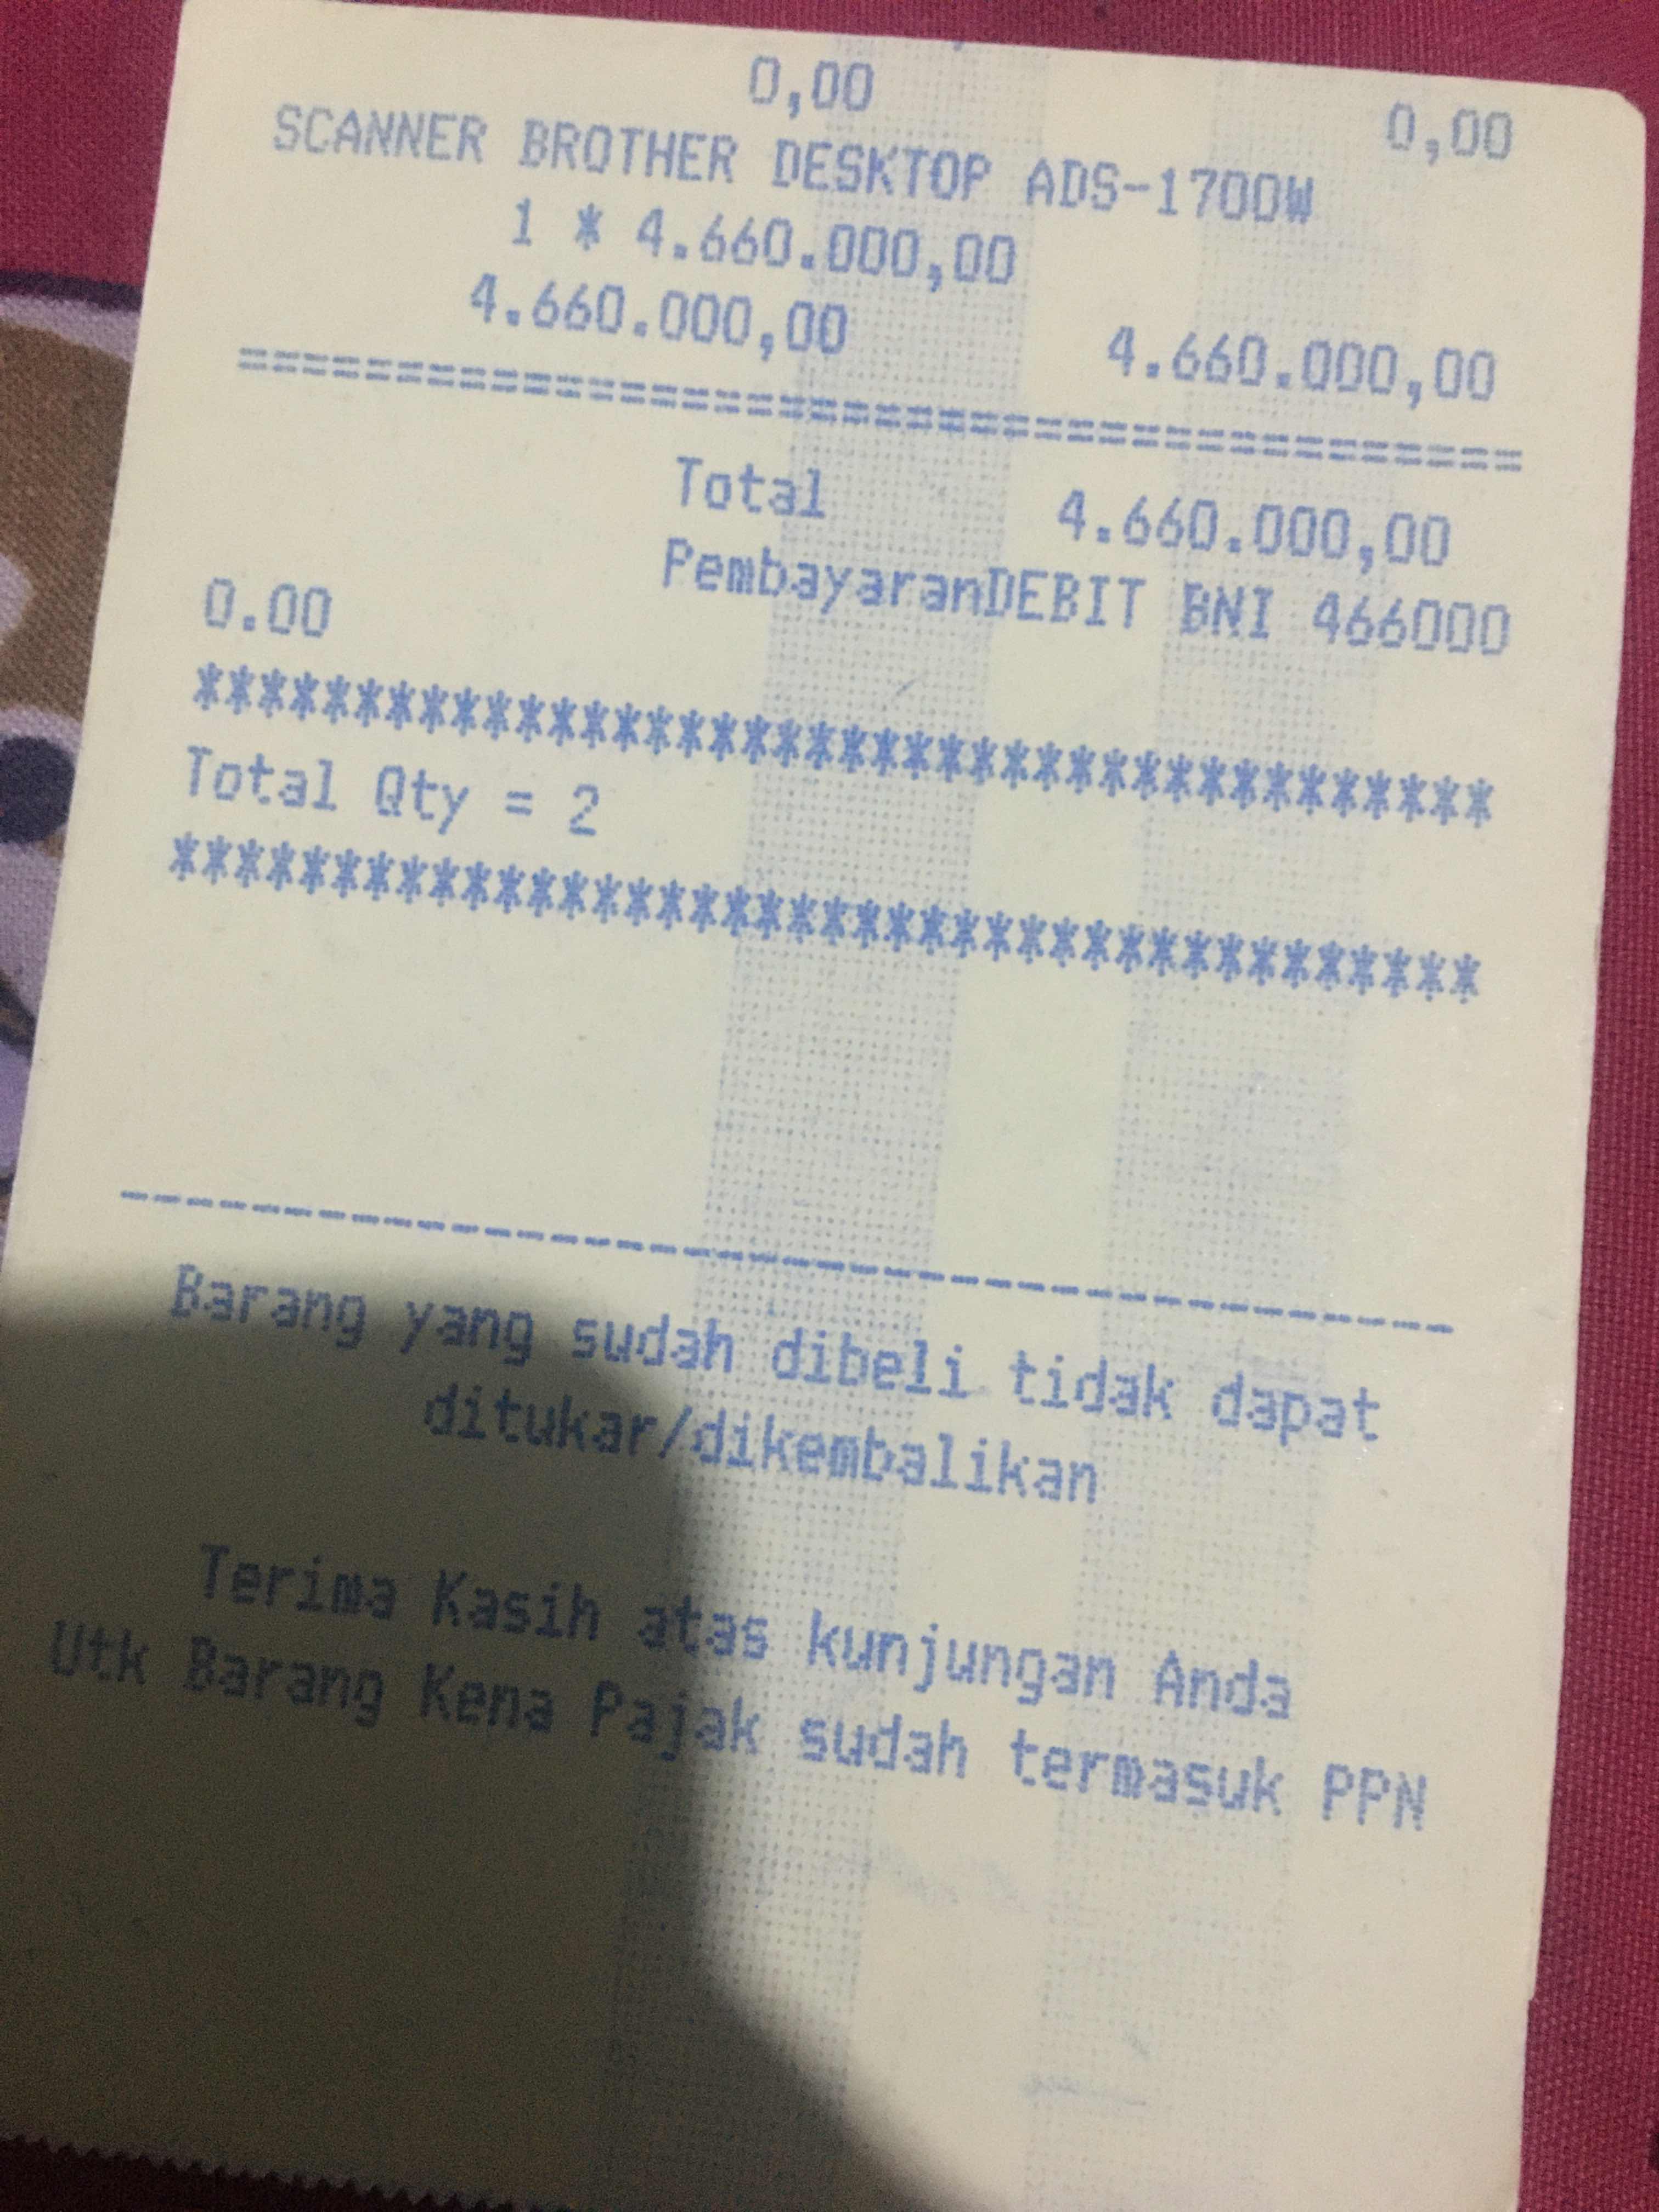 0,00 0,00
SCANNER BROTHER DESKTOP ADS-1700W
1 * 4.660.000,00
4.660.000,00 4.660.000,00
========================================
Total 4.660.000,00
PembayaranDEBIT BNI 466000
0.00
****************************************
Total Qty = 2
****************************************
----------------------------------------
Barang yang sudah dibeli tidak dapat
ditukar/dikembalikan
Terima Kasih atas kunjungan Anda
Utk Barang Kena Pajak sudah termasuk PPN